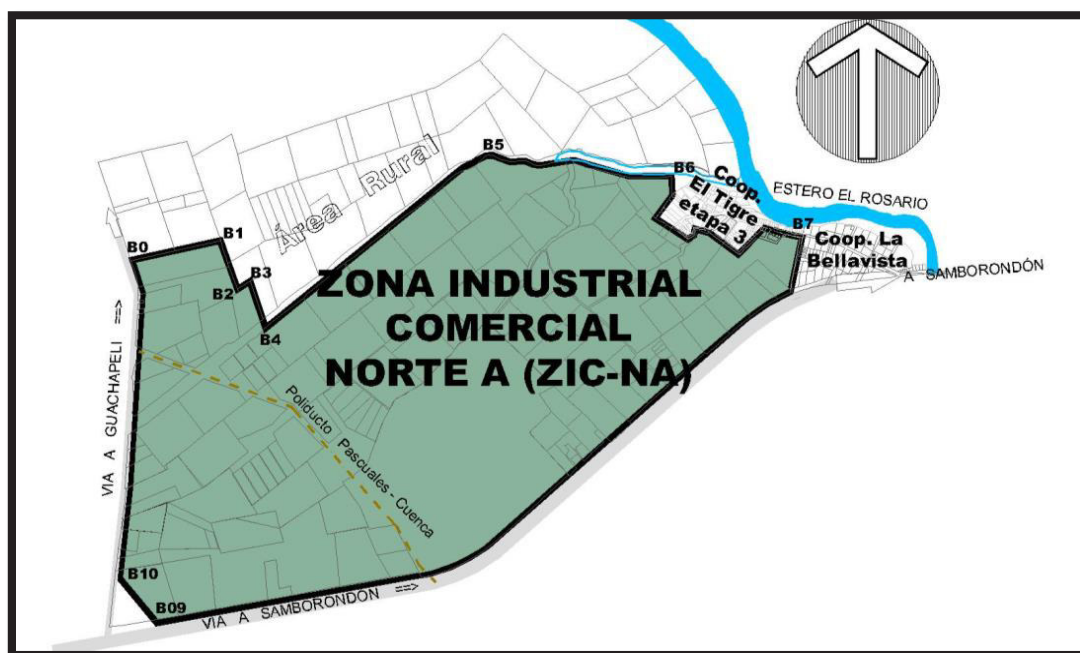 B5
B6
Coop.
El Tigre
etapa 3
ESTERO EL ROSARIO
Área Rural
B7
Coop. La
Bellavista
A SAMBORONDÓN
B0
B1
B3
B2
B4
ZONA INDUSTRIAL
COMERCIAL
NORTE A (ZIC-NA)
VIA A GUACHAPELI ==>
Poliducto Pascuales - Cuenca
B10
B09
VIA A SAMBORONDÓN ==>